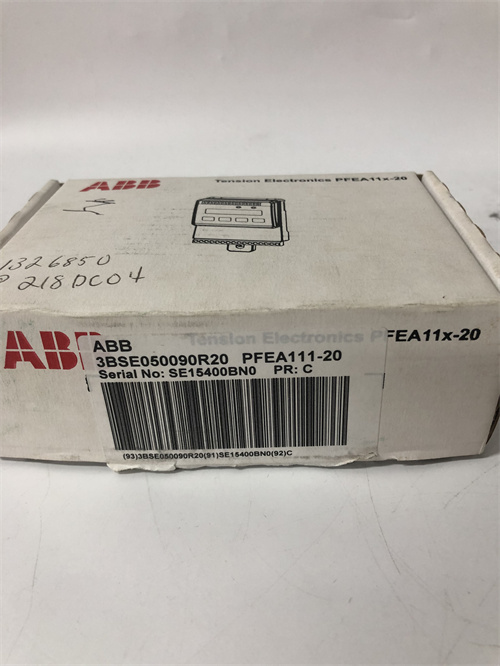 ABB Tension Electronics PFEA11x-20
1326850
218DC04
ABB Tension Electronics PFEA11x-20
ABB
3BSE050090R20 PFEA111-20
Serial No: SE15400BN0 PR: C
(93)3BSE050090R20(91)SE15400BN0(92)C